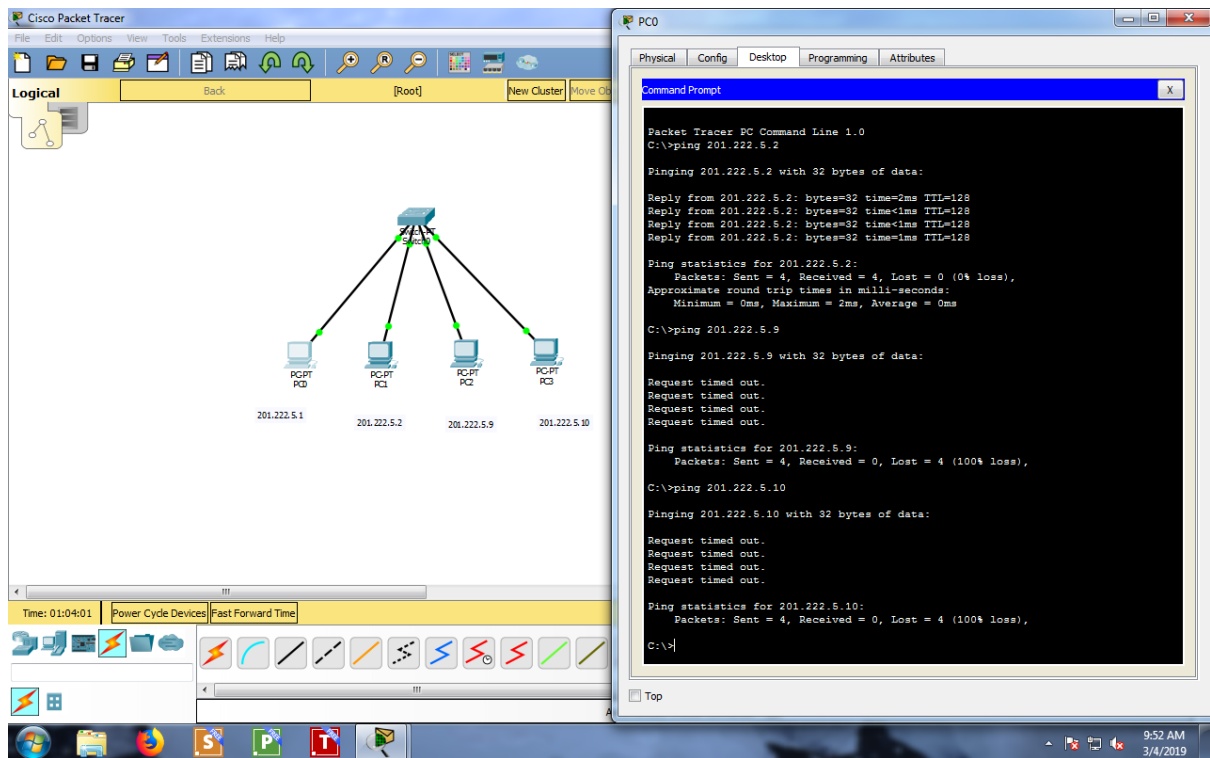 Cisco Packet Tracer
File Edit Options View Tools Extensions Help
Logical
Back
[Root]
New Cluster
Move Ob
Switch-PT
Switch0
PC-PT
PC0
PC-PT
PC1
PC-PT
PC2
PC-PT
PC3
201.222.5.1
201.222.5.2
201.222.5.9
201.222.5.10
Time: 01:04:01
Power Cycle Devices
Fast Forward Time
PC0
Physical
Config
Desktop
Programming
Attributes
Command Prompt
X
Packet Tracer PC Command Line 1.0
C:\>ping 201.222.5.2
Pinging 201.222.5.2 with 32 bytes of data:
Reply from 201.222.5.2: bytes=32 time=2ms TTL=128
Reply from 201.222.5.2: bytes=32 time<1ms TTL=128
Reply from 201.222.5.2: bytes=32 time<1ms TTL=128
Reply from 201.222.5.2: bytes=32 time=1ms TTL=128
Ping statistics for 201.222.5.2:
Packets: Sent = 4, Received = 4, Lost = 0 (0% loss),
Approximate round trip times in milli-seconds:
Minimum = 0ms, Maximum = 2ms, Average = 0ms
C:\>ping 201.222.5.9
Pinging 201.222.5.9 with 32 bytes of data:
Request timed out.
Request timed out.
Request timed out.
Request timed out.
Ping statistics for 201.222.5.9:
Packets: Sent = 4, Received = 0, Lost = 4 (100% loss),
C:\>ping 201.222.5.10
Pinging 201.222.5.10 with 32 bytes of data:
Request timed out.
Request timed out.
Request timed out.
Request timed out.
Ping statistics for 201.222.5.10:
Packets: Sent = 4, Received = 0, Lost = 4 (100% loss),
C:\>
Top
9:52 AM
3/4/2019